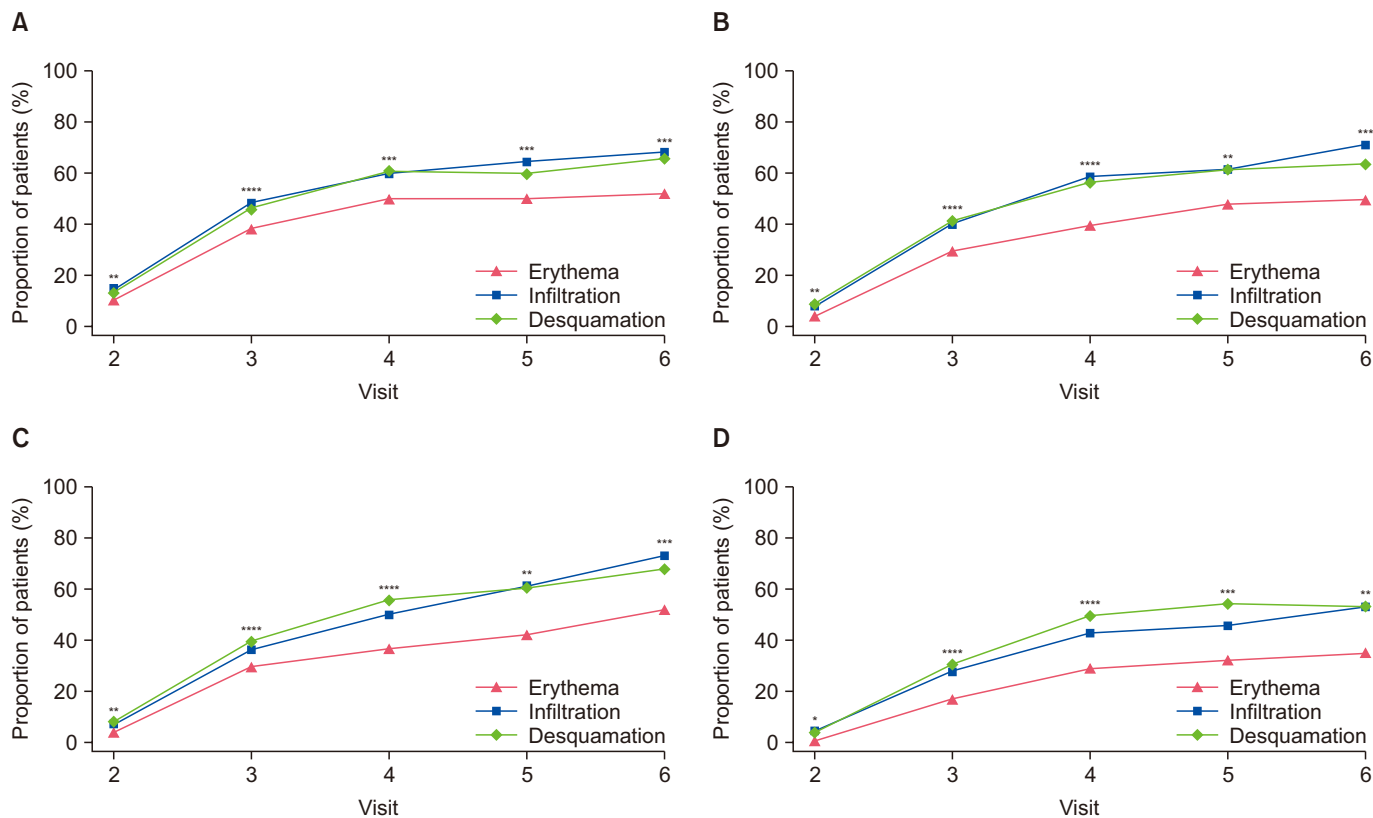 A
Proportion of patients (%)
100
80
60
40
20
0
**
****
***
***
***
Erythema
Infiltration
Desquamation
2 3 4 5 6
Visit
B
Proportion of patients (%)
100
80
60
40
20
0
**
****
****
**
***
Erythema
Infiltration
Desquamation
2 3 4 5 6
Visit
C
Proportion of patients (%)
100
80
60
40
20
0
**
****
****
**
***
Erythema
Infiltration
Desquamation
2 3 4 5 6
Visit
D
Proportion of patients (%)
100
80
60
40
20
0
*
****
****
***
**
Erythema
Infiltration
Desquamation
2 3 4 5 6
Visit